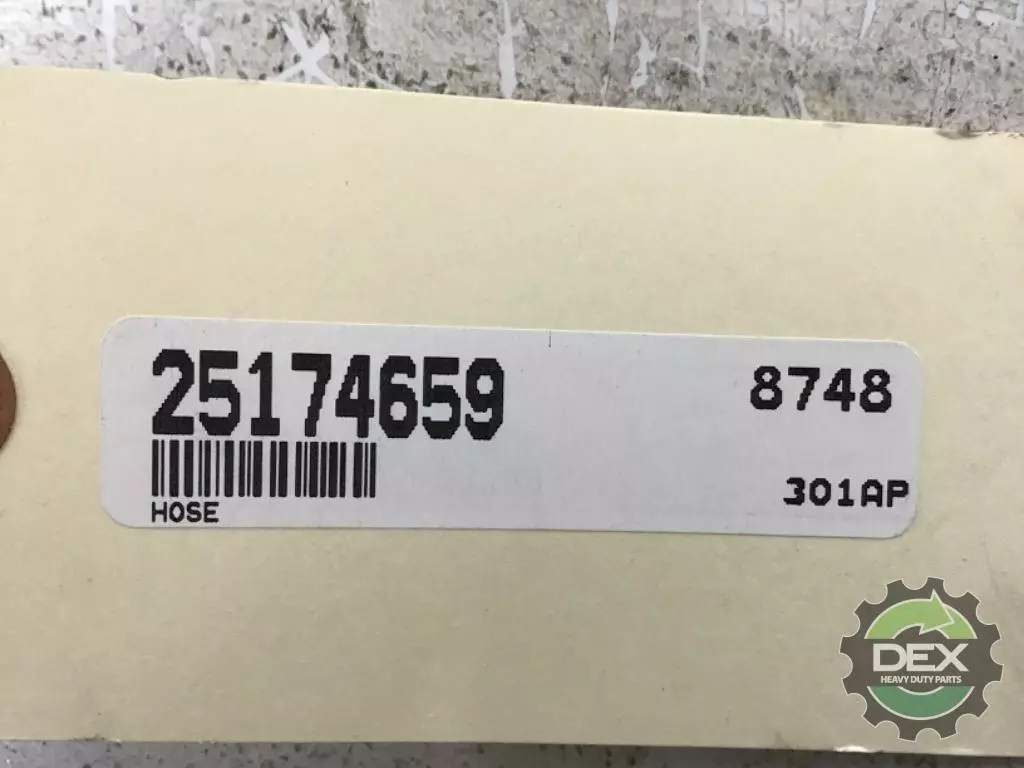 25174659
8748
HOSE
301AP
DEX
HEAVY DUTY PARTS